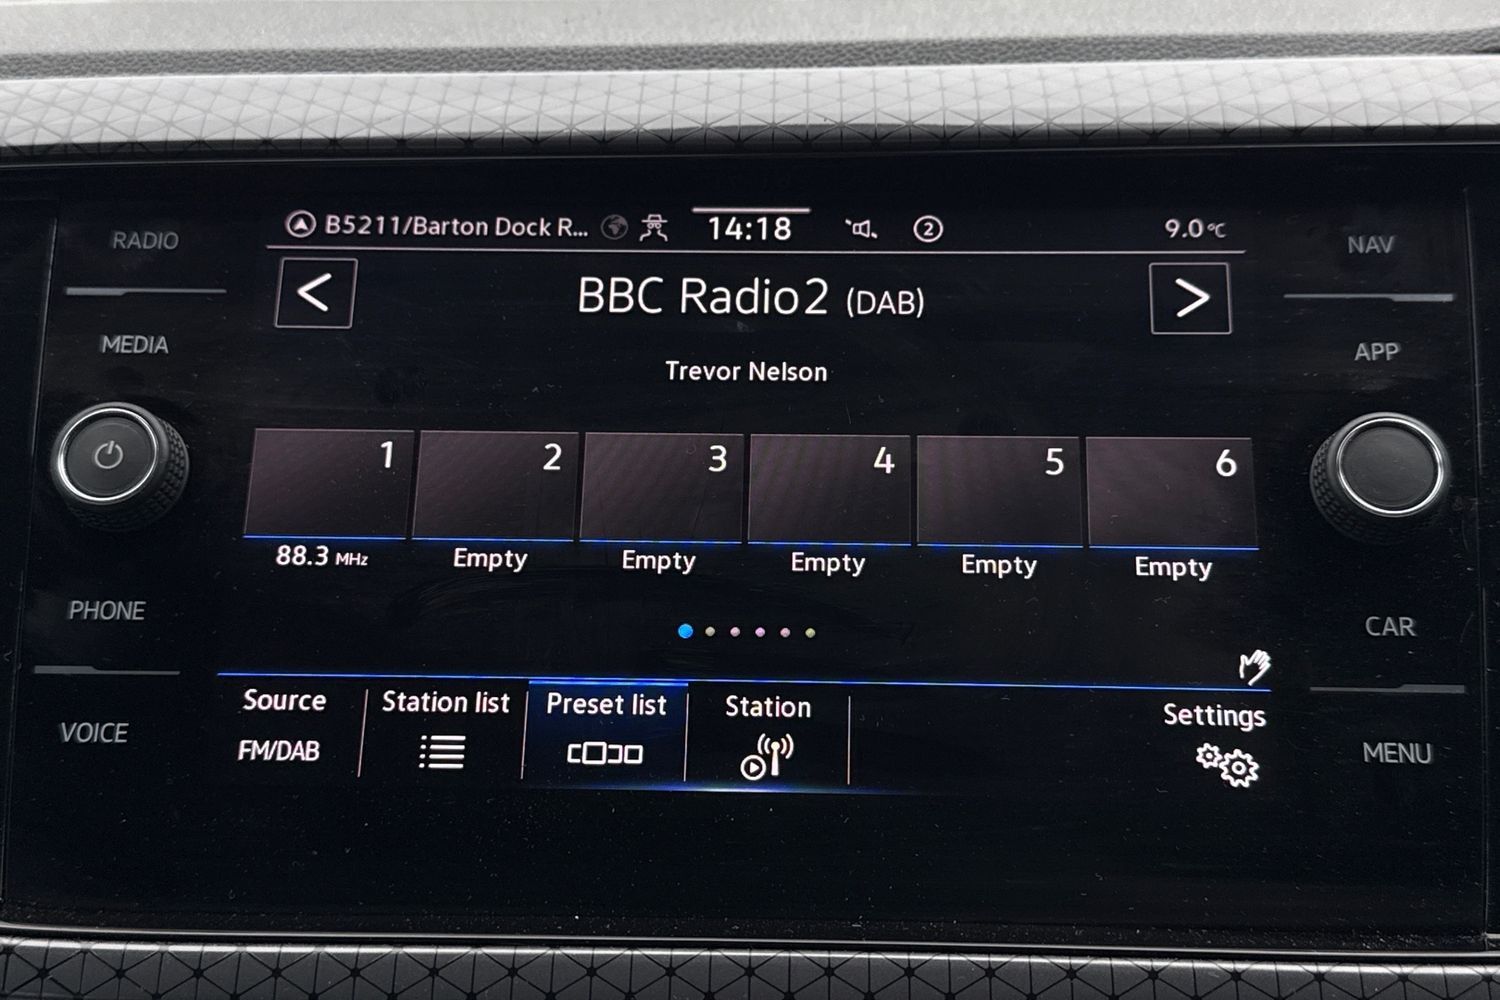 RADIO
MEDIA
PHONE
VOICE
B5211/Barton Dock R... 14:18 2 9.0°C
< BBC Radio2 (DAB) >
Trevor Nelson
1 2 3 4 5 6
88.3 MHz Empty Empty Empty Empty Empty
Source Station list Preset list Station Settings
FM/DAB
NAV
APP
CAR
MENU